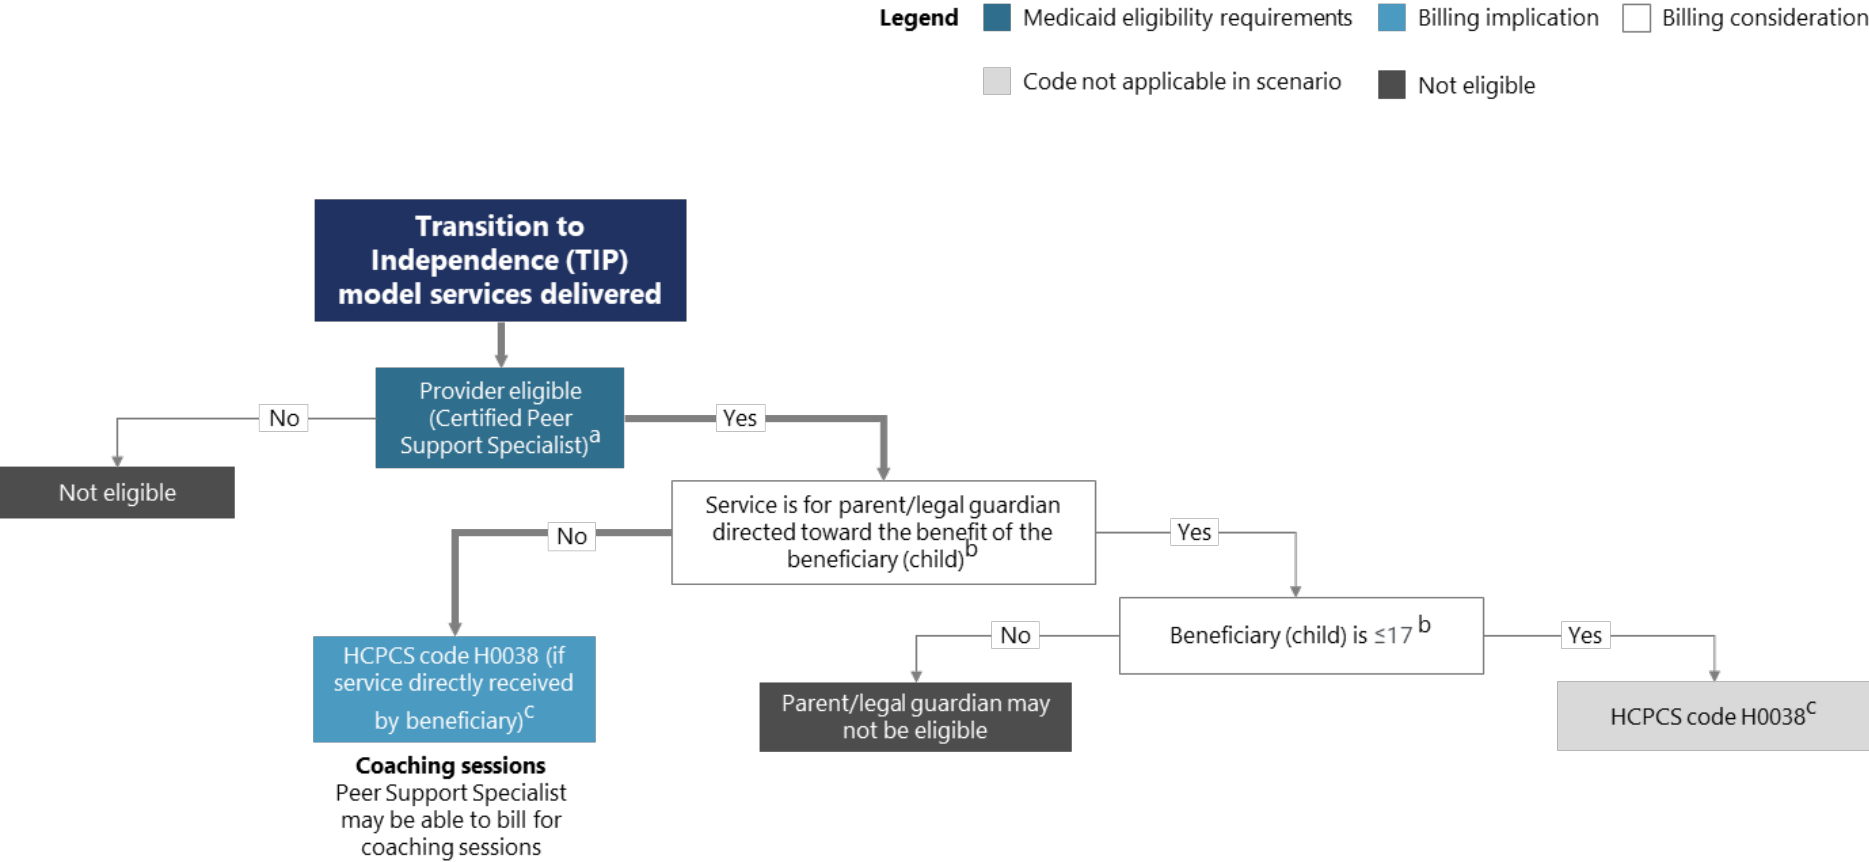 Legend
Medicaid eligibility requirements
Billing implication
Billing consideration
Code not applicable in scenario
Not eligible
Transition to
Independence (TIP)
model services delivered
Provider eligible
(Certified Peer
Support Specialist)a
No
Yes
Not eligible
Service is for parent/legal guardian
directed toward the benefit of the
beneficiary (child)b
No
Yes
Beneficiary (child) is ≤17 b
No
Yes
HCPCS code H0038 (if
service directly received
by beneficiary)c
Parent/legal guardian may
not be eligible
HCPCS code H0038c
Coaching sessions
Peer Support Specialist
may be able to bill for
coaching sessions